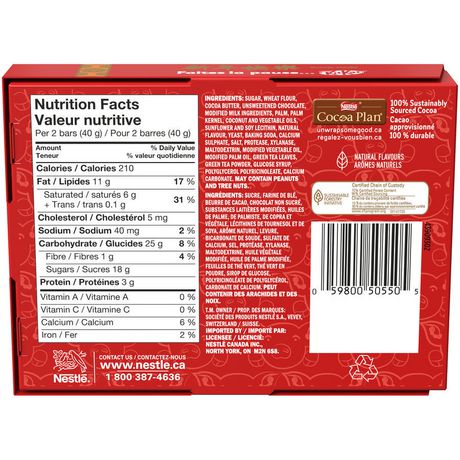 Faites la pause...
Nutrition Facts
Valeur nutritive
Per 2 bars (40 g) / Pour 2 barres (40 g)
Amount % Daily Value
Teneur % valeur quotidienne
Calories / Calories 210
Fat / Lipides 11 g 17 %
Saturated / saturés 6 g
+ Trans / trans 0.1 g 31 %
Cholesterol / Cholestérol 5 mg
Sodium / Sodium 40 mg 2 %
Carbohydrate / Glucides 25 g 8 %
Fibre / Fibres 1 g 4 %
Sugars / Sucres 18 g
Protein / Protéines 3 g
Vitamin A / Vitamine A 0 %
Vitamin C / Vitamine C 0 %
Calcium / Calcium 6 %
Iron / Fer 2 %
INGREDIENTS: SUGAR, WHEAT FLOUR,
COCOA BUTTER, UNSWEETENED CHOCOLATE,
MODIFIED MILK INGREDIENTS, PALM, PALM
KERNEL, COCONUT AND VEGETABLE OILS,
SUNFLOWER AND SOY LECITHIN, NATURAL
FLAVOUR, YEAST, BAKING SODA, CALCIUM
SULPHATE, SALT, PROTEASE, XYLANASE,
MALTODEXTRIN, MODIFIED VEGETABLE OIL,
MODIFIED PALM OIL, GREEN TEA LEAVES,
GREEN TEA POWDER, GLUCOSE SYRUP,
POLYGLYCEROL POLYRICINOLEATE, CALCIUM
CARBONATE. MAY CONTAIN PEANUTS
AND TREE NUTS.
INGRÉDIENTS: SUCRE, FARINE DE BLÉ,
BEURRE DE CACAO, CHOCOLAT NON SUCRÉ,
SUBSTANCES LAITIÈRES MODIFIÉES,
HUILES DE PALME, PALMISTE, DE COPRA ET
VÉGÉTALE, LÉCITHINES DE TOURNESOL ET DE
SOYA, ARÔME NATUREL, LEVURE,
BICARBONATE DE SOUDE, SULFATE DE
CALCIUM, SEL, PROTÉASE, XYLANASE,
MALTODEXTRINE, HUILE VÉGÉTALE
MODIFIÉE, HUILE DE PALME MODIFIÉE,
FEUILLES DE THÉ VERT, THÉ VERT EN
POUDRE, SIROP DE GLUCOSE,
POLYRICINOLÉATE DE POLYGLYCÉROL,
CARBONATE DE CALCIUM. PEUT
CONTENIR DES ARACHIDES ET DES
NOIX.
T.M. OWNER / PROP. DES MARQUES:
SOCIÉTÉ DES PRODUITS NESTLÉ S.A., VEVEY,
SWITZERLAND / SUISSE.
IMPORTED BY / IMPORTÉ PAR:
LICENSEE / LICENCIÉ:
NESTLÉ CANADA INC.,
NORTH YORK, ON M2N 6S8.
Nestlé
Cocoa Plan
unwrapsomegood.ca
regalez-vousbien.ca
100% Sustainably
Sourced Cocoa
Cacao
approvisionné
100 % durable
NATURAL FLAVOURS
ARÔMES NATURELS
SUSTAINABLE
FORESTRY
INITIATIVE
Certified Chain of Custody
0 59800 50550 5
Nestlé
CONTACT US / CONTACTEZ-NOUS
www.nestle.ca
1 800 387-4636